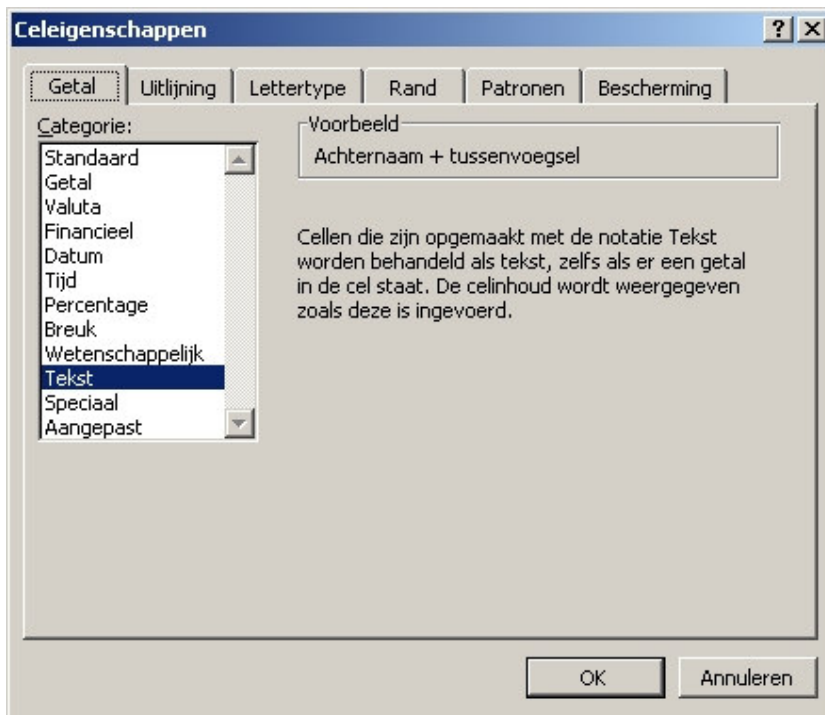 Celeigenschappen
Getal Uitlijning Lettertype Rand Patronen Bescherming
Categorie:
Standaard
Getal
Valuta
Financieel
Datum
Tijd
Percentage
Breuk
Wetenschappelijk
Tekst
Speciaal
Aangepast
Voorbeeld
Achternaam + tussenvoegsel
Cellen die zijn opgemaakt met de notatie Tekst
worden behandeld als tekst, zelfs als er een getal
in de cel staat. De celinhoud wordt weergegeven
zoals deze is ingevoerd.
OK Annuleren